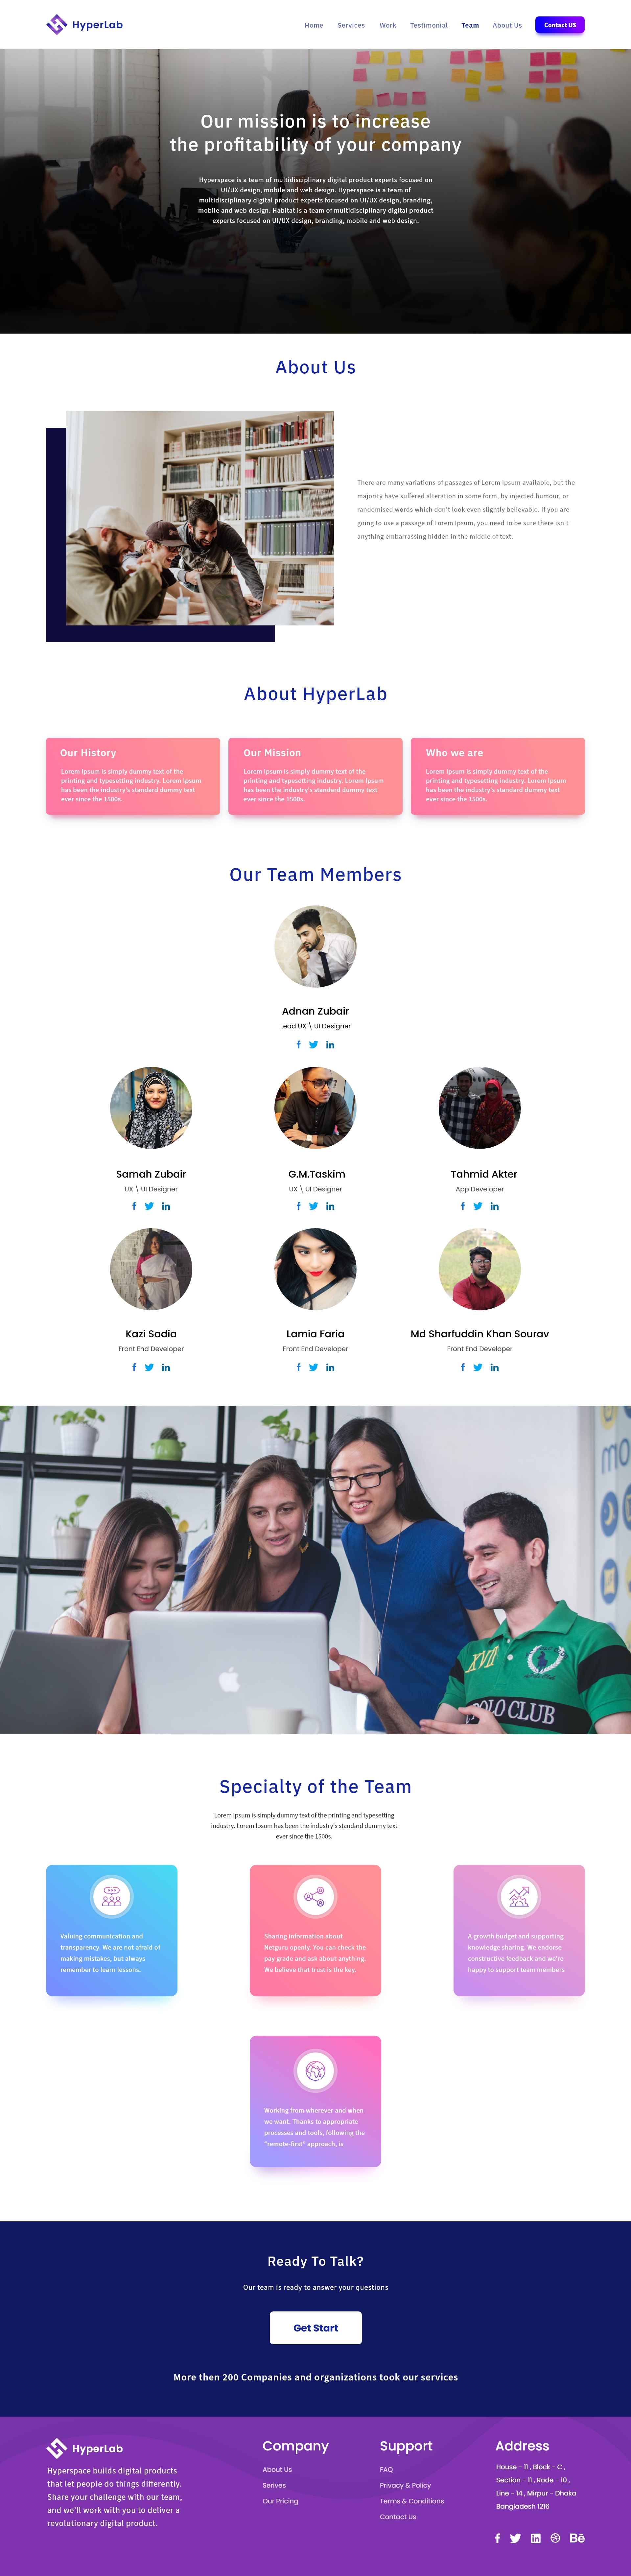 HyperLab
Home Services Work Testimonial Team About Us Contact US
Our mission is to increase
the profitability of your company
Hyperspace is a team of multidisciplinary digital product experts focused on
UI/UX design, mobile and web design. Hyperspace is a team of
multidisciplinary digital product experts focused on UI/UX design, branding,
mobile and web design. Habitat is a team of multidisciplinary digital product
experts focused on UI/UX design, branding, mobile and web design.
About Us
There are many variations of passages of Lorem Ipsum available, but the
majority have suffered alteration in some form, by injected humour, or
randomised words which don't look even slightly believable. If you are
going to use a passage of Lorem Ipsum, you need to be sure there isn't
anything embarrassing hidden in the middle of text.
About HyperLab
Our History
Lorem Ipsum is simply dummy text of the
printing and typesetting industry. Lorem Ipsum
has been the industry's standard dummy text
ever since the 1500s.
Our Mission
Lorem Ipsum is simply dummy text of the
printing and typesetting industry. Lorem Ipsum
has been the industry's standard dummy text
ever since the 1500s.
Who we are
Lorem Ipsum is simply dummy text of the
printing and typesetting industry. Lorem Ipsum
has been the industry's standard dummy text
ever since the 1500s.
Our Team Members
Adnan Zubair
Lead UX \ UI Designer
Samah Zubair
UX \ UI Designer
G.M.Taskim
UX \ UI Designer
Tahmid Akter
App Developer
Kazi Sadia
Front End Developer
Lamia Faria
Front End Developer
Md Sharfuddin Khan Sourav
Front End Developer
mo
XVII
POLO CLUB
Specialty of the Team
Lorem Ipsum is simply dummy text of the printing and typesetting
industry. Lorem Ipsum has been the industry's standard dummy text
ever since the 1500s.
Valuing communication and
transparency. We are not afraid of
making mistakes, but always
remember to learn lessons.
Sharing information about
Netguru openly. You can check the
pay grade and ask about anything.
We believe that trust is the key.
A growth budget and supporting
knowledge sharing. We endorse
constructive feedback and we're
happy to support team members
Working from wherever and when
we want. Thanks to appropriate
processes and tools, following the
"remote-first" approach, is
Ready To Talk?
Our team is ready to answer your questions
Get Start
More then 200 Companies and organizations took our services
HyperLab
Hyperspace builds digital products
that let people do things differently.
Share your challenge with our team,
and we'll work with you to deliver a
revolutionary digital product.
Company
About Us
Serives
Our Pricing
Support
FAQ
Privacy & Policy
Terms & Conditions
Contact Us
Address
House - 11 , Block - C ,
Section - 11 , Rode - 10 ,
Line - 14 , Mirpur - Dhaka
Bangladesh 1216